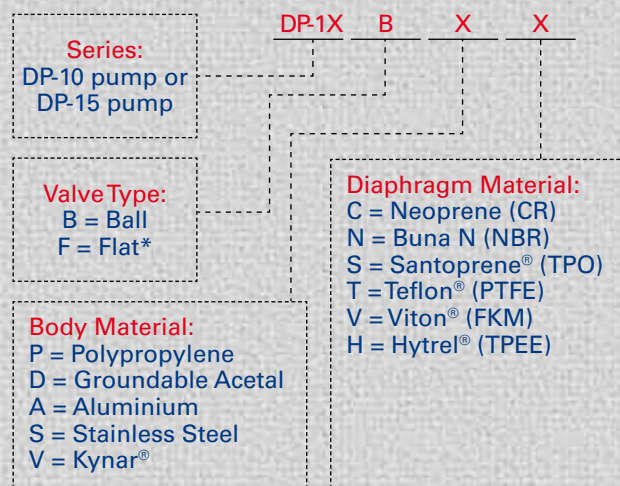 DP-1X B X X
Series:
DP-10 pump or
DP-15 pump
Valve Type:
B = Ball
F = Flat*
Body Material:
P = Polypropylene
D = Groundable Acetal
A = Aluminium
S = Stainless Steel
V = Kynar®
Diaphragm Material:
C = Neoprene (CR)
N = Buna N (NBR)
S = Santoprene® (TPO)
T = Teflon® (PTFE)
V = Viton® (FKM)
H = Hytrel® (TPEE)